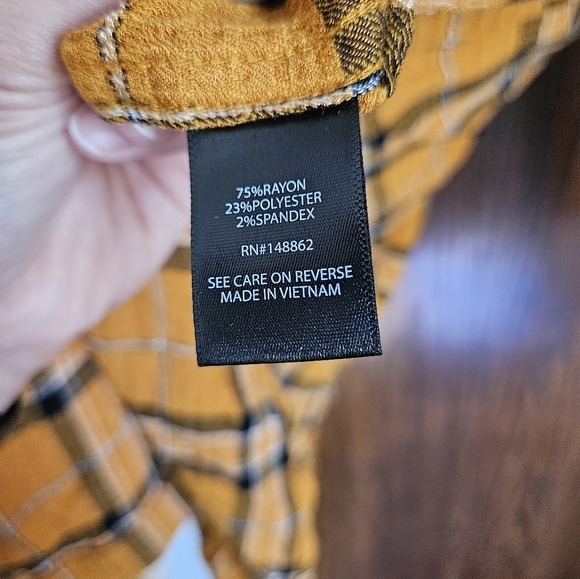 75%RAYON
23%POLYESTER
2%SPANDEX
RN#148862
SEE CARE ON REVERSE
MADE IN VIETNAM